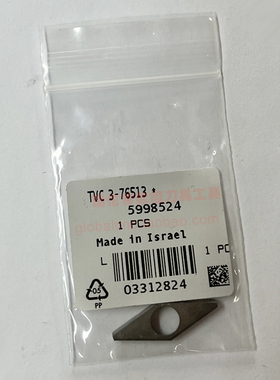 TVC 3-76513 *
5998524
1 PCS
Made in Israel
L
1 PC
05
PP
03312824